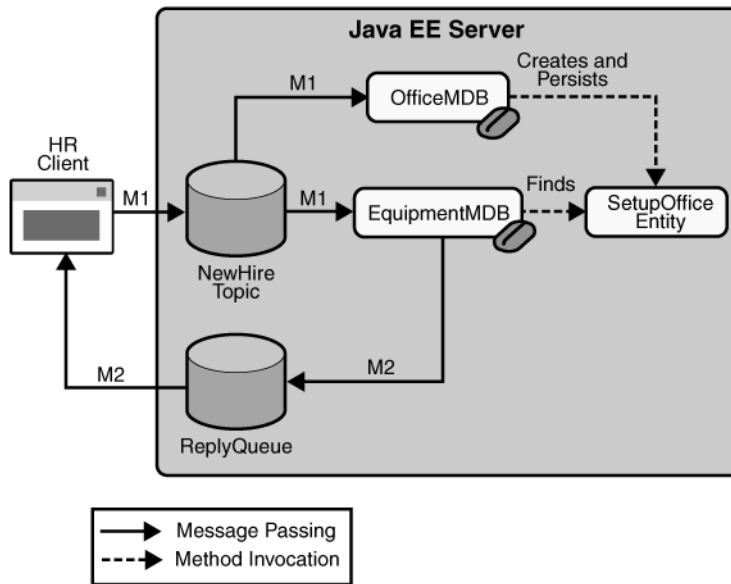 Java EE Server
Creates and
Persists
M1
OfficeMDB
HR
Client
M1
M1
EquipmentMDB
Finds
SetupOffice
Entity
NewHire
Topic
M2
M2
ReplyQueue
Message Passing
Method Invocation